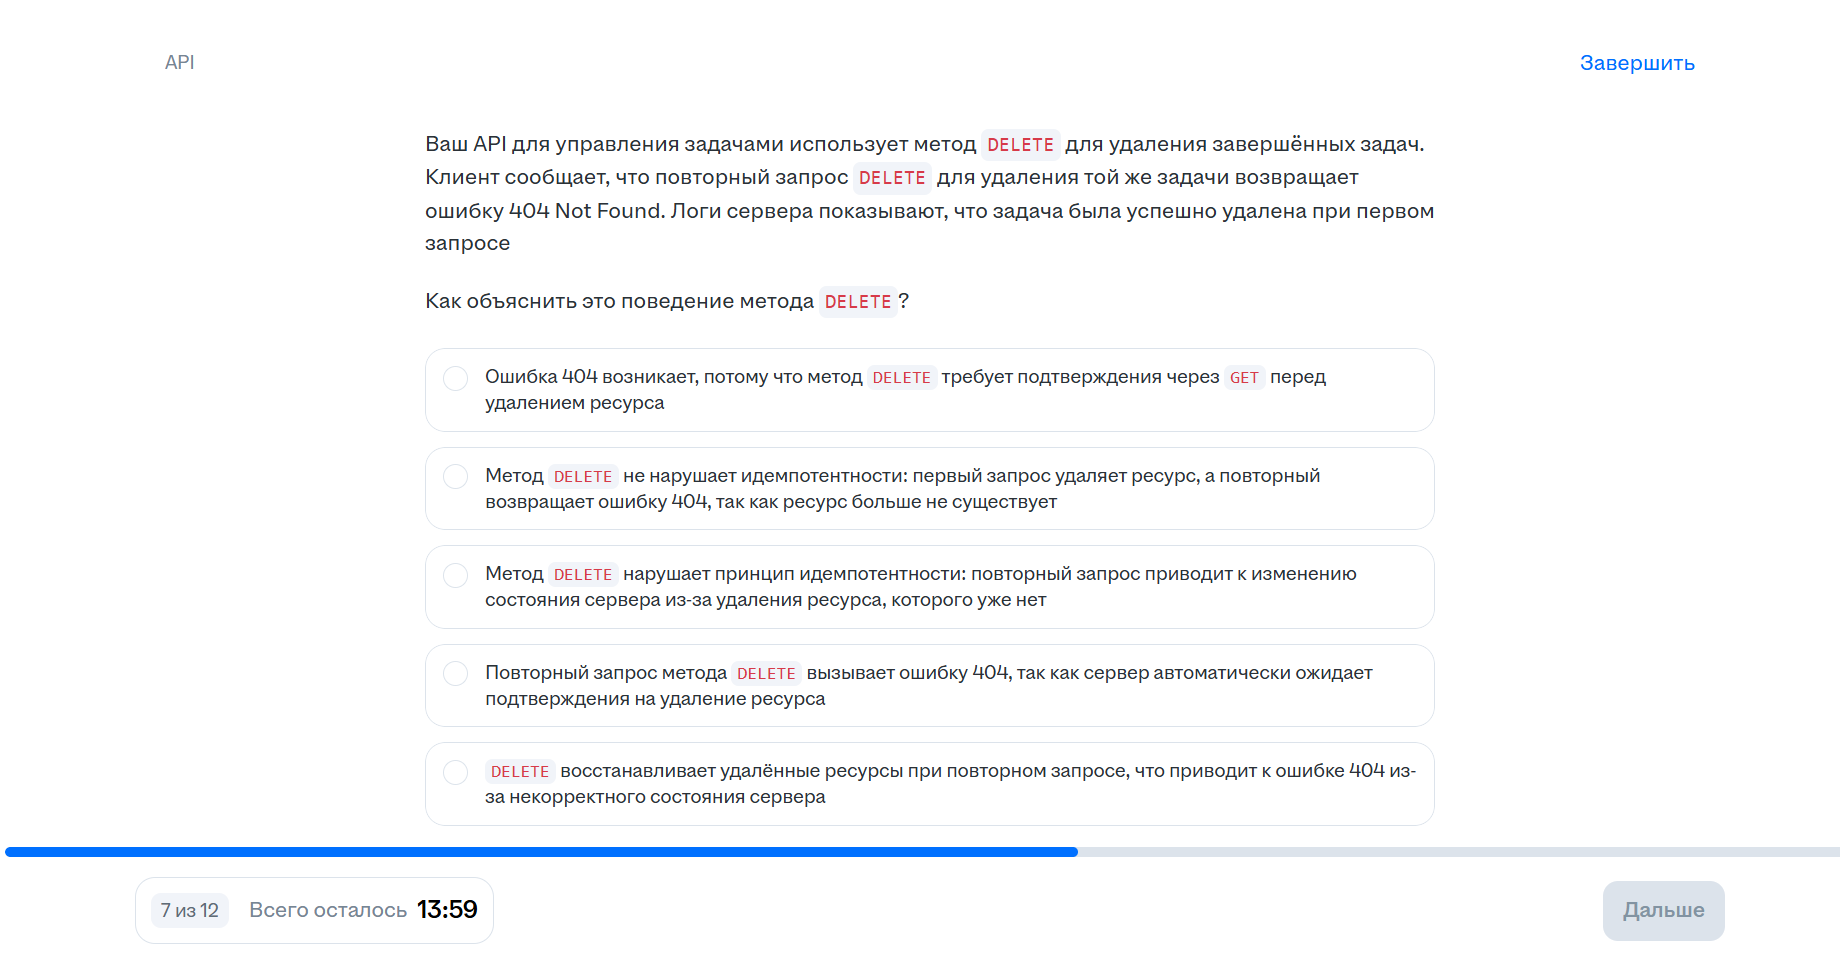 API
Завершить
Ваш API для управления задачами использует метод DELETE для удаления завершённых задач.
Клиент сообщает, что повторный запрос DELETE для удаления той же задачи возвращает
ошибку 404 Not Found. Логи сервера показывают, что задача была успешно удалена при первом
запросе
Как объяснить это поведение метода DELETE?
Ошибка 404 возникает, потому что метод DELETE требует подтверждения через GET перед
удалением ресурса
Метод DELETE не нарушает идемпотентности: первый запрос удаляет ресурс, а повторный
возвращает ошибку 404, так как ресурс больше не существует
Метод DELETE нарушает принцип идемпотентности: повторный запрос приводит к изменению
состояния сервера из-за удаления ресурса, которого уже нет
Повторный запрос метода DELETE вызывает ошибку 404, так как сервер автоматически ожидает
подтверждения на удаление ресурса
DELETE восстанавливает удалённые ресурсы при повторном запросе, что приводит к ошибке 404 из-
за некорректного состояния сервера
7 из 12 Всего осталось 13:59
Дальше